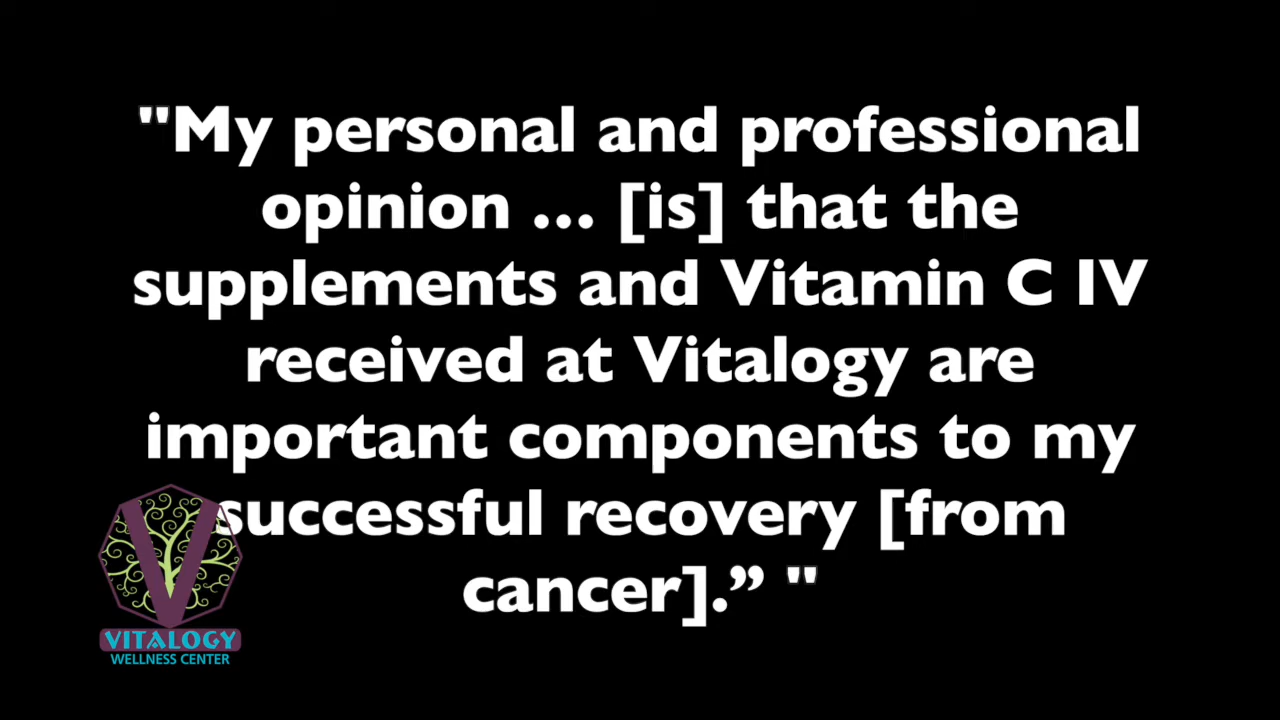 "My personal and professional
opinion ... [is] that the
supplements and Vitamin C IV
received at Vitalogy are
important components to my
successful recovery [from
cancer].” "
V
VITALOGY
WELLNESS CENTER